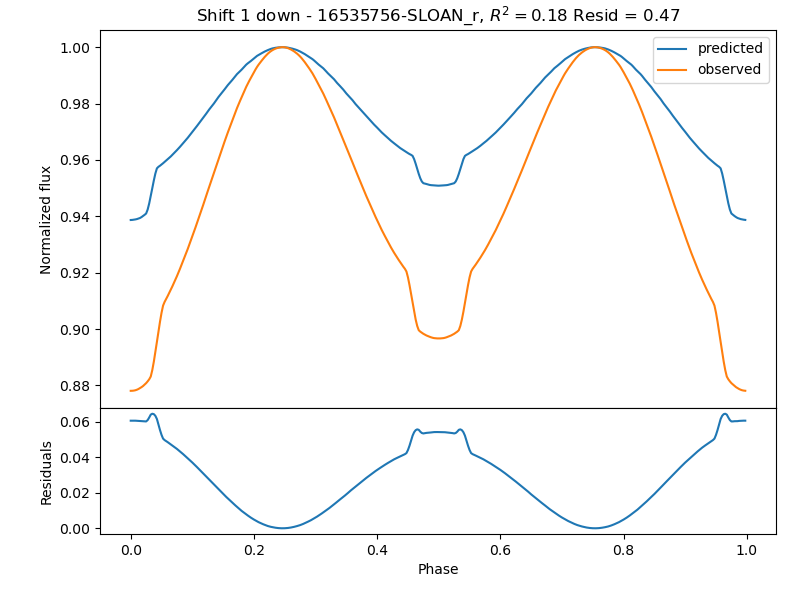 Shift 1 down - 16535756-SLOAN_r, $R^2 = 0.18$ Resid = 0.47
predicted
observed
Normalized flux
1.00
0.98
0.96
0.94
0.92
0.90
0.88
Residuals
0.06
0.04
0.02
0.00
0.0 0.2 0.4 0.6 0.8 1.0
Phase